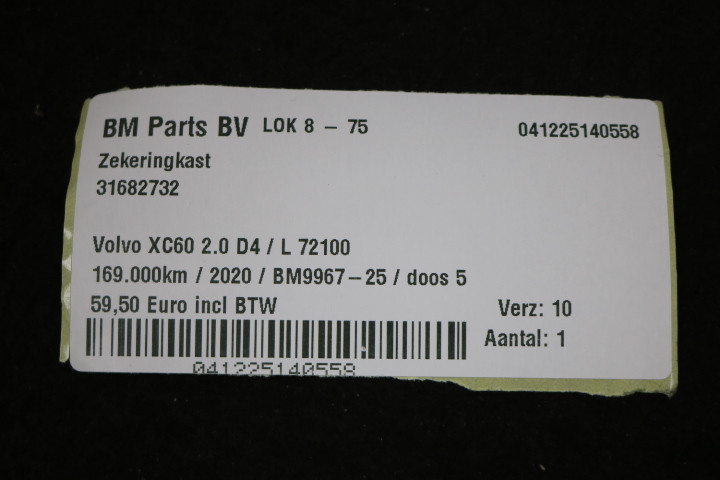 BM Parts BV LOK 8 - 75 041225140558
Zekeringkast
31682732
Volvo XC60 2.0 D4 / L 72100
169.000km / 2020 / BM9967-25 / doos 5
59,50 Euro incl BTW Verz: 10
Aantal: 1
041225140558